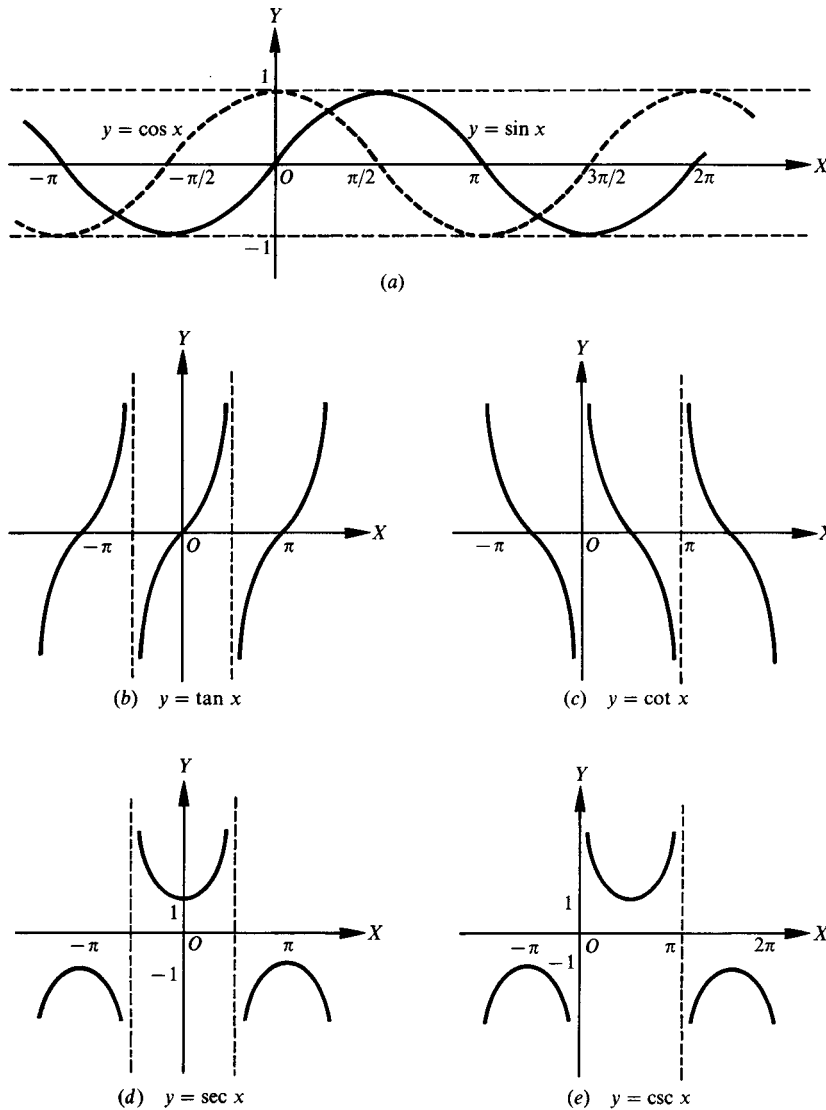 Y
1
y = cos x
y = sin x
−π
−π/2
O
π/2
π
3π/2
2π
X
−1
(a)
Y
X
−π
O
π
(b) y = tan x
Y
X
−π
O
π
(c) y = cot x
Y
1
X
−π
O
π
−1
(d) y = sec x
Y
1
X
−π
O
π
2π
−1
(e) y = csc x